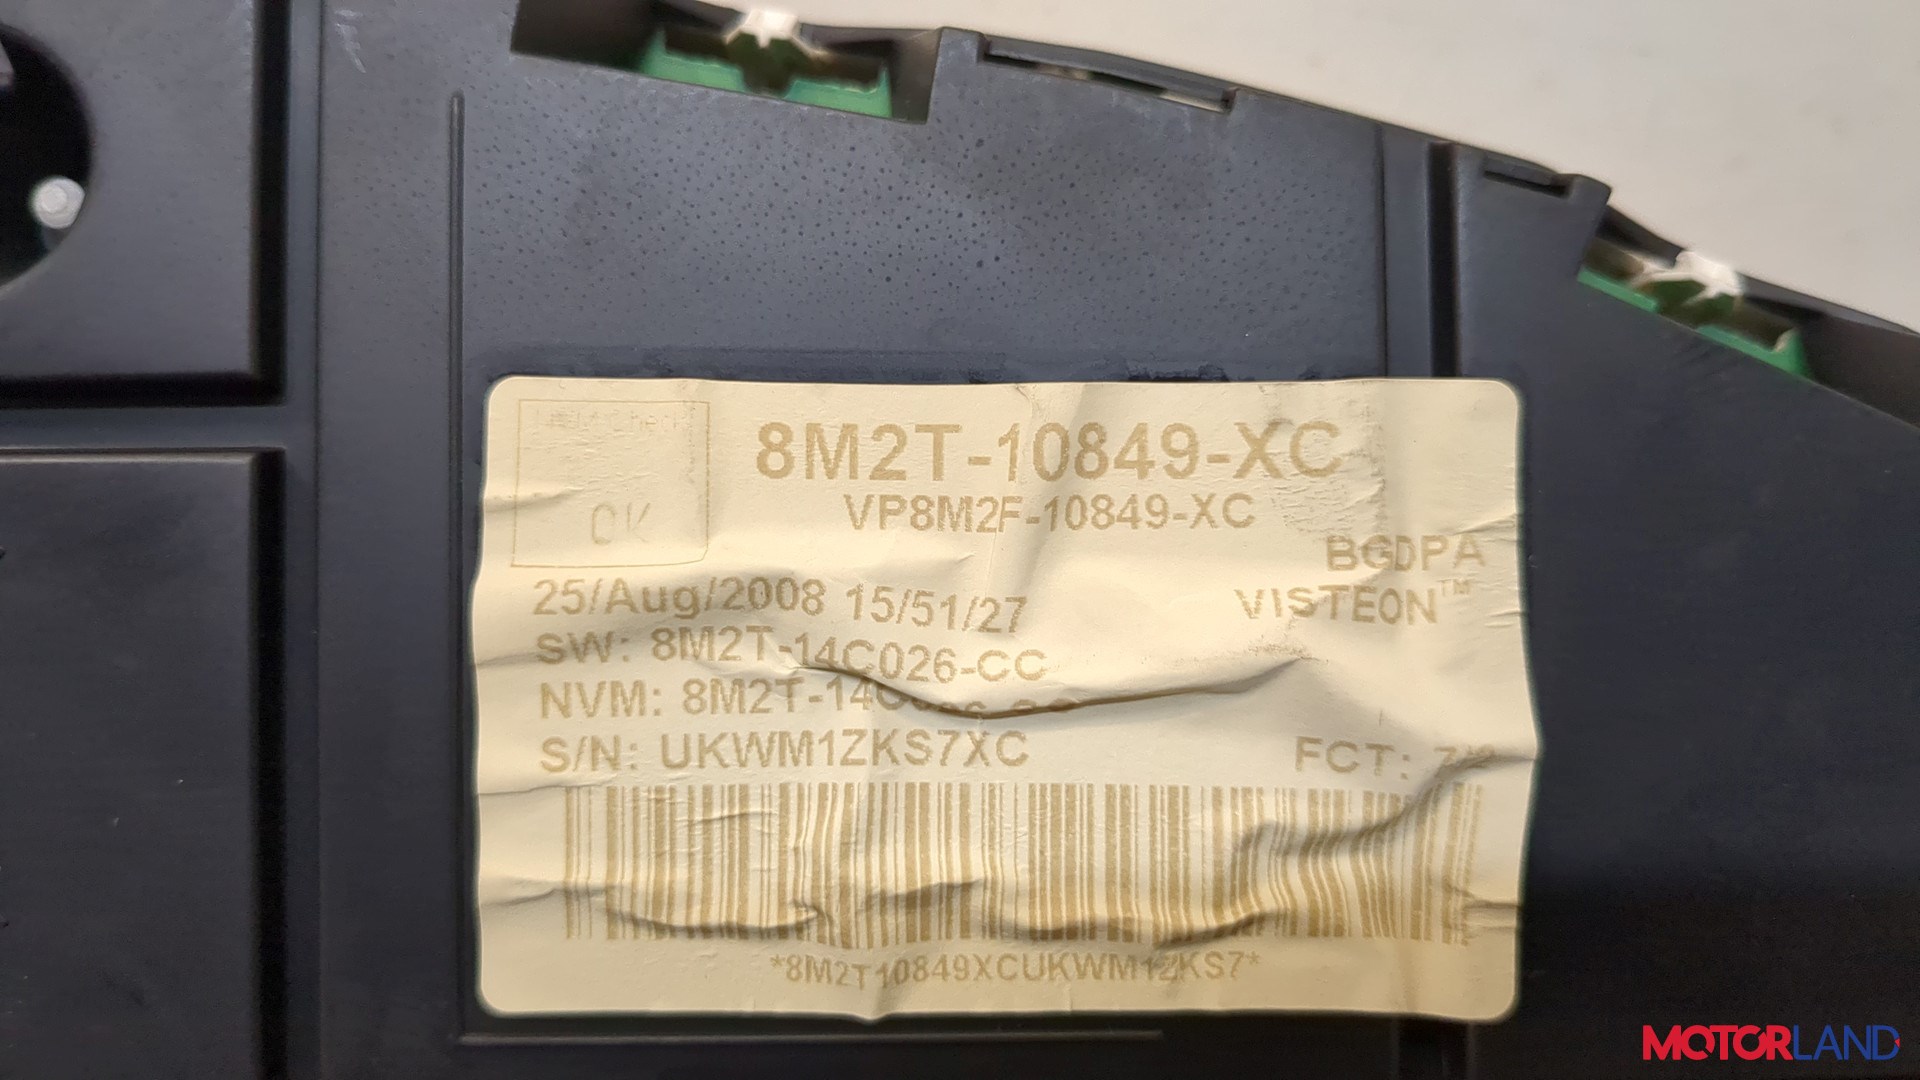 Check
OK
8M2T-10849-XC
VP8M2F-10849-XC
BGDPA
VISTEON™
25/Aug/2008 15/51/27
SW: 8M2T-14C026-CC
NVM: 8M2T-
S/N: UKWM1ZKS7XC
FCT:
*8M2T10849XCUKWM1ZKS7*
MOTORLAND